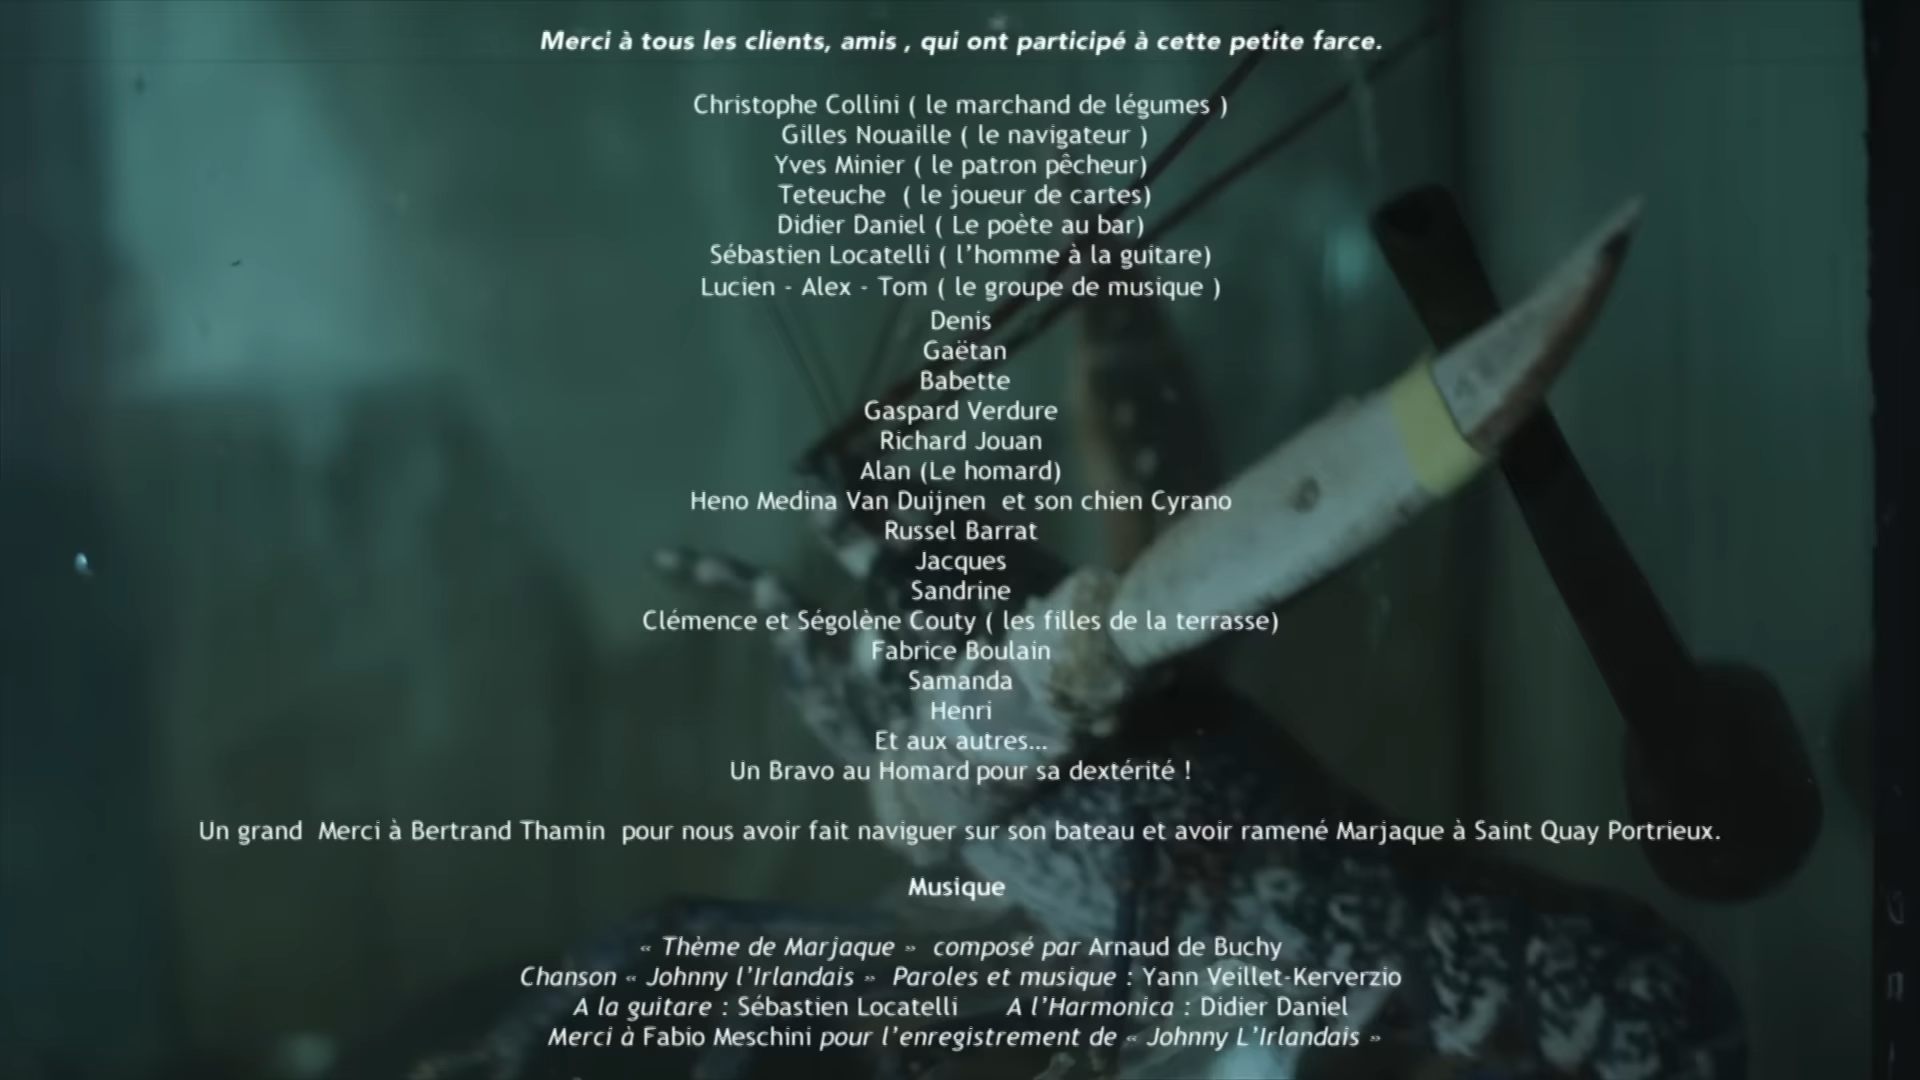 Merci à tous les clients, amis , qui ont participé à cette petite farce.
Christophe Collini ( le marchand de légumes )
Gilles Nouaille ( le navigateur )
Yves Minier ( le patron pêcheur)
Teteuche ( le joueur de cartes)
Didier Daniel ( Le poète au bar)
Sébastien Locatelli ( l’homme à la guitare)
Lucien - Alex - Tom ( le groupe de musique )
Denis
Gaëtan
Babette
Gaspard Verdure
Richard Jouan
Alan (Le homard)
Heno Medina Van Duijnen et son chien Cyrano
Russel Barrat
Jacques
Sandrine
Clémence et Ségolène Couty ( les filles de la terrasse)
Fabrice Boulain
Samanda
Henri
Et aux autres...
Un Bravo au Homard pour sa dextérité !
Un grand Merci à Bertrand Thamin pour nous avoir fait naviguer sur son bateau et avoir ramené Marjaque à Saint Quay Portrieux.
Musique
« Thème de Marjaque » composé par Arnaud de Buchy
Chanson « Johnny l’Irlandais » Paroles et musique : Yann Veillet-Kerverzio
A la guitare : Sébastien Locatelli A l’Harmonica : Didier Daniel
Merci à Fabio Meschini pour l’enregistrement de « Johnny L’Irlandais »